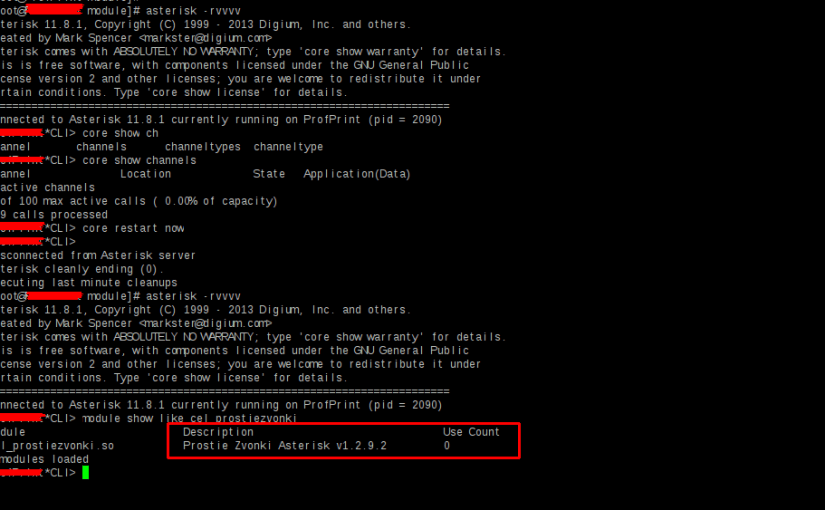 oot@ module]# asterisk -rvvvv
terisk 11.8.1, Copyright (C) 1999 - 2013 Digium, Inc. and others.
eated by Mark Spencer <markster@digium.com>
terisk comes with ABSOLUTELY NO WARRANTY; type 'core show warranty' for details.
is is free software, with components licensed under the GNU General Public
cense version 2 and other licenses; you are welcome to redistribute it under
rtain conditions. Type 'core show license' for details.
=========================================================================
nnected to Asterisk 11.8.1 currently running on ProfPrint (pid = 2090)
*CLI> core show ch
annel channels channeltypes channeltype
*CLI> core show channels
annel Location State Application(Data)
active channels
of 100 max active calls ( 0.00% of capacity)
9 calls processed
*CLI> core restart now
*CLI>
sconnected from Asterisk server
terisk cleanly ending (0).
ecuting last minute cleanups
oot@ module]# asterisk -rvvvv
terisk 11.8.1, Copyright (C) 1999 - 2013 Digium, Inc. and others.
eated by Mark Spencer <markster@digium.com>
terisk comes with ABSOLUTELY NO WARRANTY; type 'core show warranty' for details.
is is free software, with components licensed under the GNU General Public
cense version 2 and other licenses; you are welcome to redistribute it under
rtain conditions. Type 'core show license' for details.
=========================================================================
nnected to Asterisk 11.8.1 currently running on ProfPrint (pid = 2090)
*CLI> module show like cel_prostiezvonki
dule Description Use Count
l_prostiezvonki.so Prostie Zvonki Asterisk v1.2.9.2 0
modules loaded
*CLI>